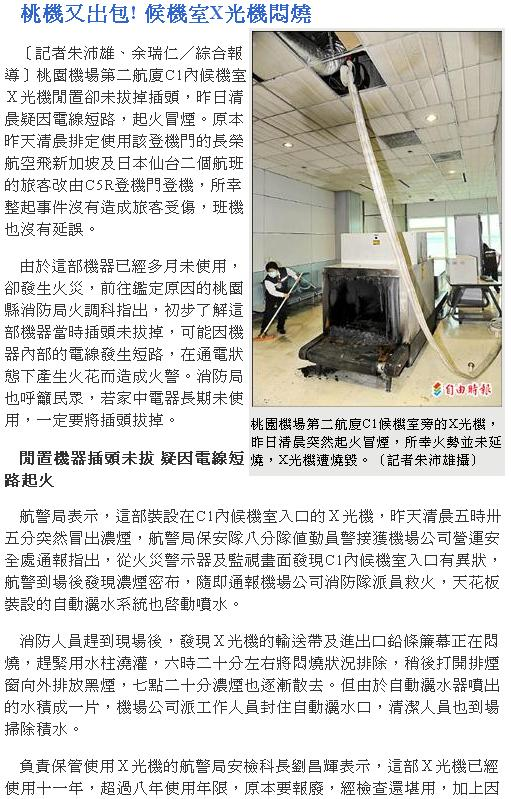 桃機又出包! 候機室X光機悶燒
〔記者朱沛雄、余瑞仁／綜合報
導〕桃園機場第二航廈C1內候機室
Ｘ光機閒置卻未拔掉插頭，昨日清
晨疑因電線短路，起火冒煙。原本
昨天清晨排定使用該登機門的長榮
航空飛新加坡及日本仙台二個航班
的旅客改由C5R登機門登機，所幸
整起事件沒有造成旅客受傷，班機
也沒有延誤。
由於這部機器已經多月未使用，
卻發生火災，前往鑑定原因的桃園
縣消防局火調科指出，初步了解這
部機器當時插頭未拔掉，可能因機
器內部的電線發生短路，在通電狀
態下產生火花而造成火警。消防局
也呼籲民眾，若家中電器長期未使
用，一定要將插頭拔掉。
自由時報
桃園機場第二航廈C1候機室旁的X光機，
昨日清晨突然起火冒煙，所幸火勢並未延
燒，X光機遭燒毀。〔記者朱沛雄攝〕
閒置機器插頭未拔 疑因電線短
路起火
航警局表示，這部裝設在C1內候機室入口的Ｘ光機，昨天清晨五時卅
五分突然冒出濃煙，航警局保安隊八分隊值勤員警接獲機場公司營運安
全處通報指出，從火災警示器及監視畫面發現C1內候機室入口有異狀，
航警到場後發現濃煙密布，隨即通報機場公司消防隊派員救火，天花板
裝設的自動灑水系統也啓動噴水。
消防人員趕到現場後，發現Ｘ光機的輸送帶及進出口鉛條簾幕正在悶
燒，趕緊用水柱澆灌，六時二十分左右將悶燒狀況排除，稍後打開排煙
窗向外排放黑煙，七點二十分濃煙也逐漸散去。但由於自動灑水器噴出
的水積成一片，機場公司派工作人員封住自動灑水口，清潔人員也到場
掃除積水。
負責保管使用Ｘ光機的航警局安檢科長劉昌輝表示，這部Ｘ光機已經
使用十一年，超過八年使用年限，原本要報廢，經檢查還堪用，加上因